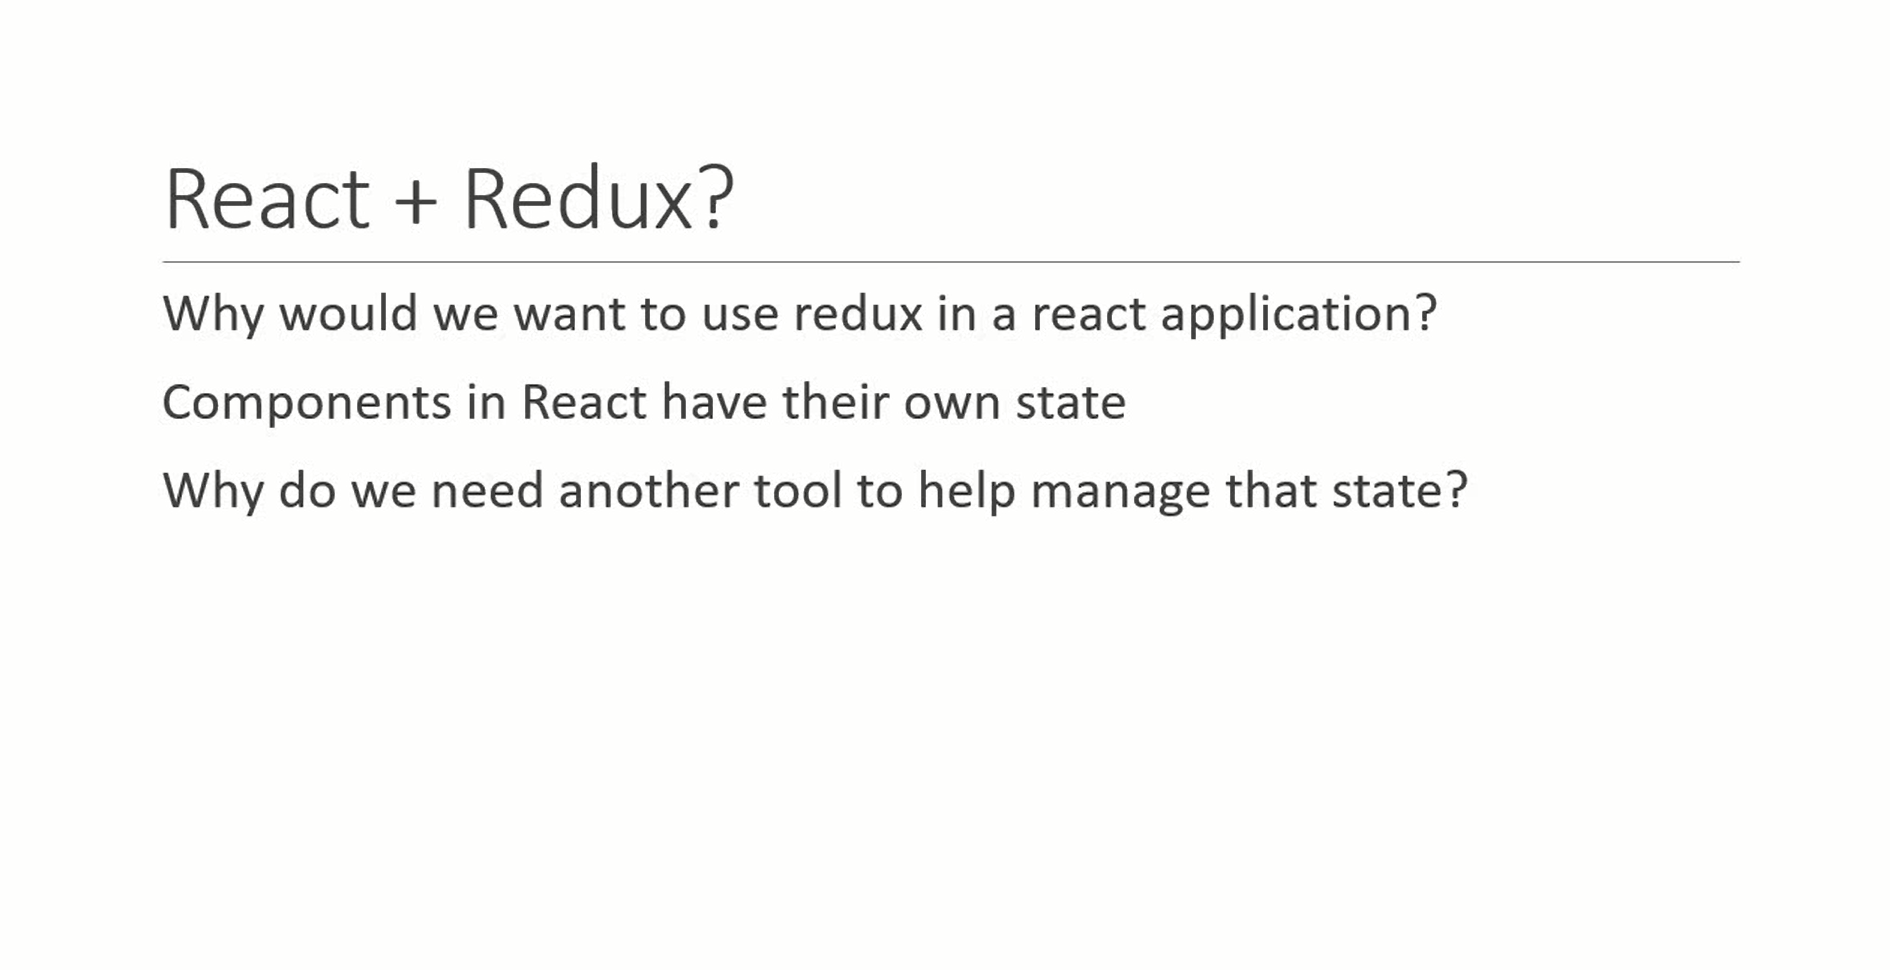 React + Redux?
Why would we want to use redux in a react application?
Components in React have their own state
Why do we need another tool to help manage that state?